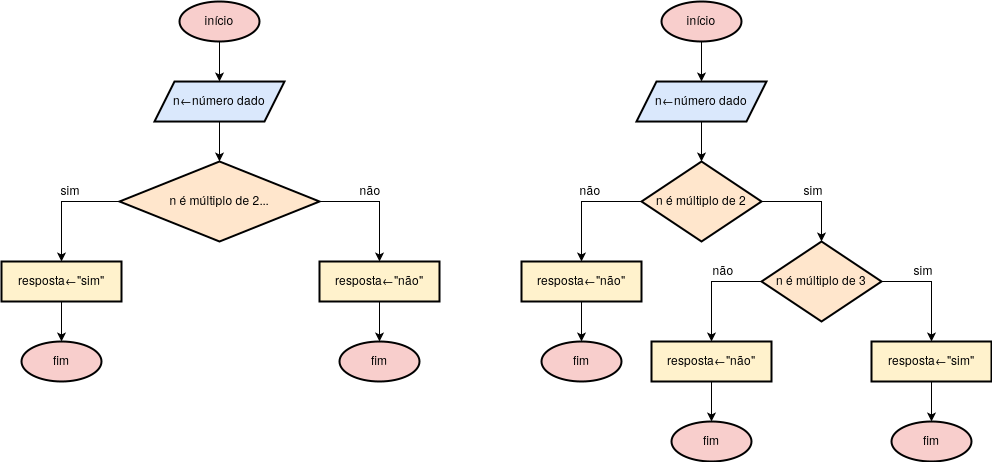 início
n←número dado
n é múltiplo de 2...
sim
não
resposta←"sim"
resposta←"não"
fim
fim
início
n←número dado
n é múltiplo de 2
não
sim
resposta←"não"
fim
n é múltiplo de 3
não
sim
resposta←"não"
resposta←"sim"
fim
fim